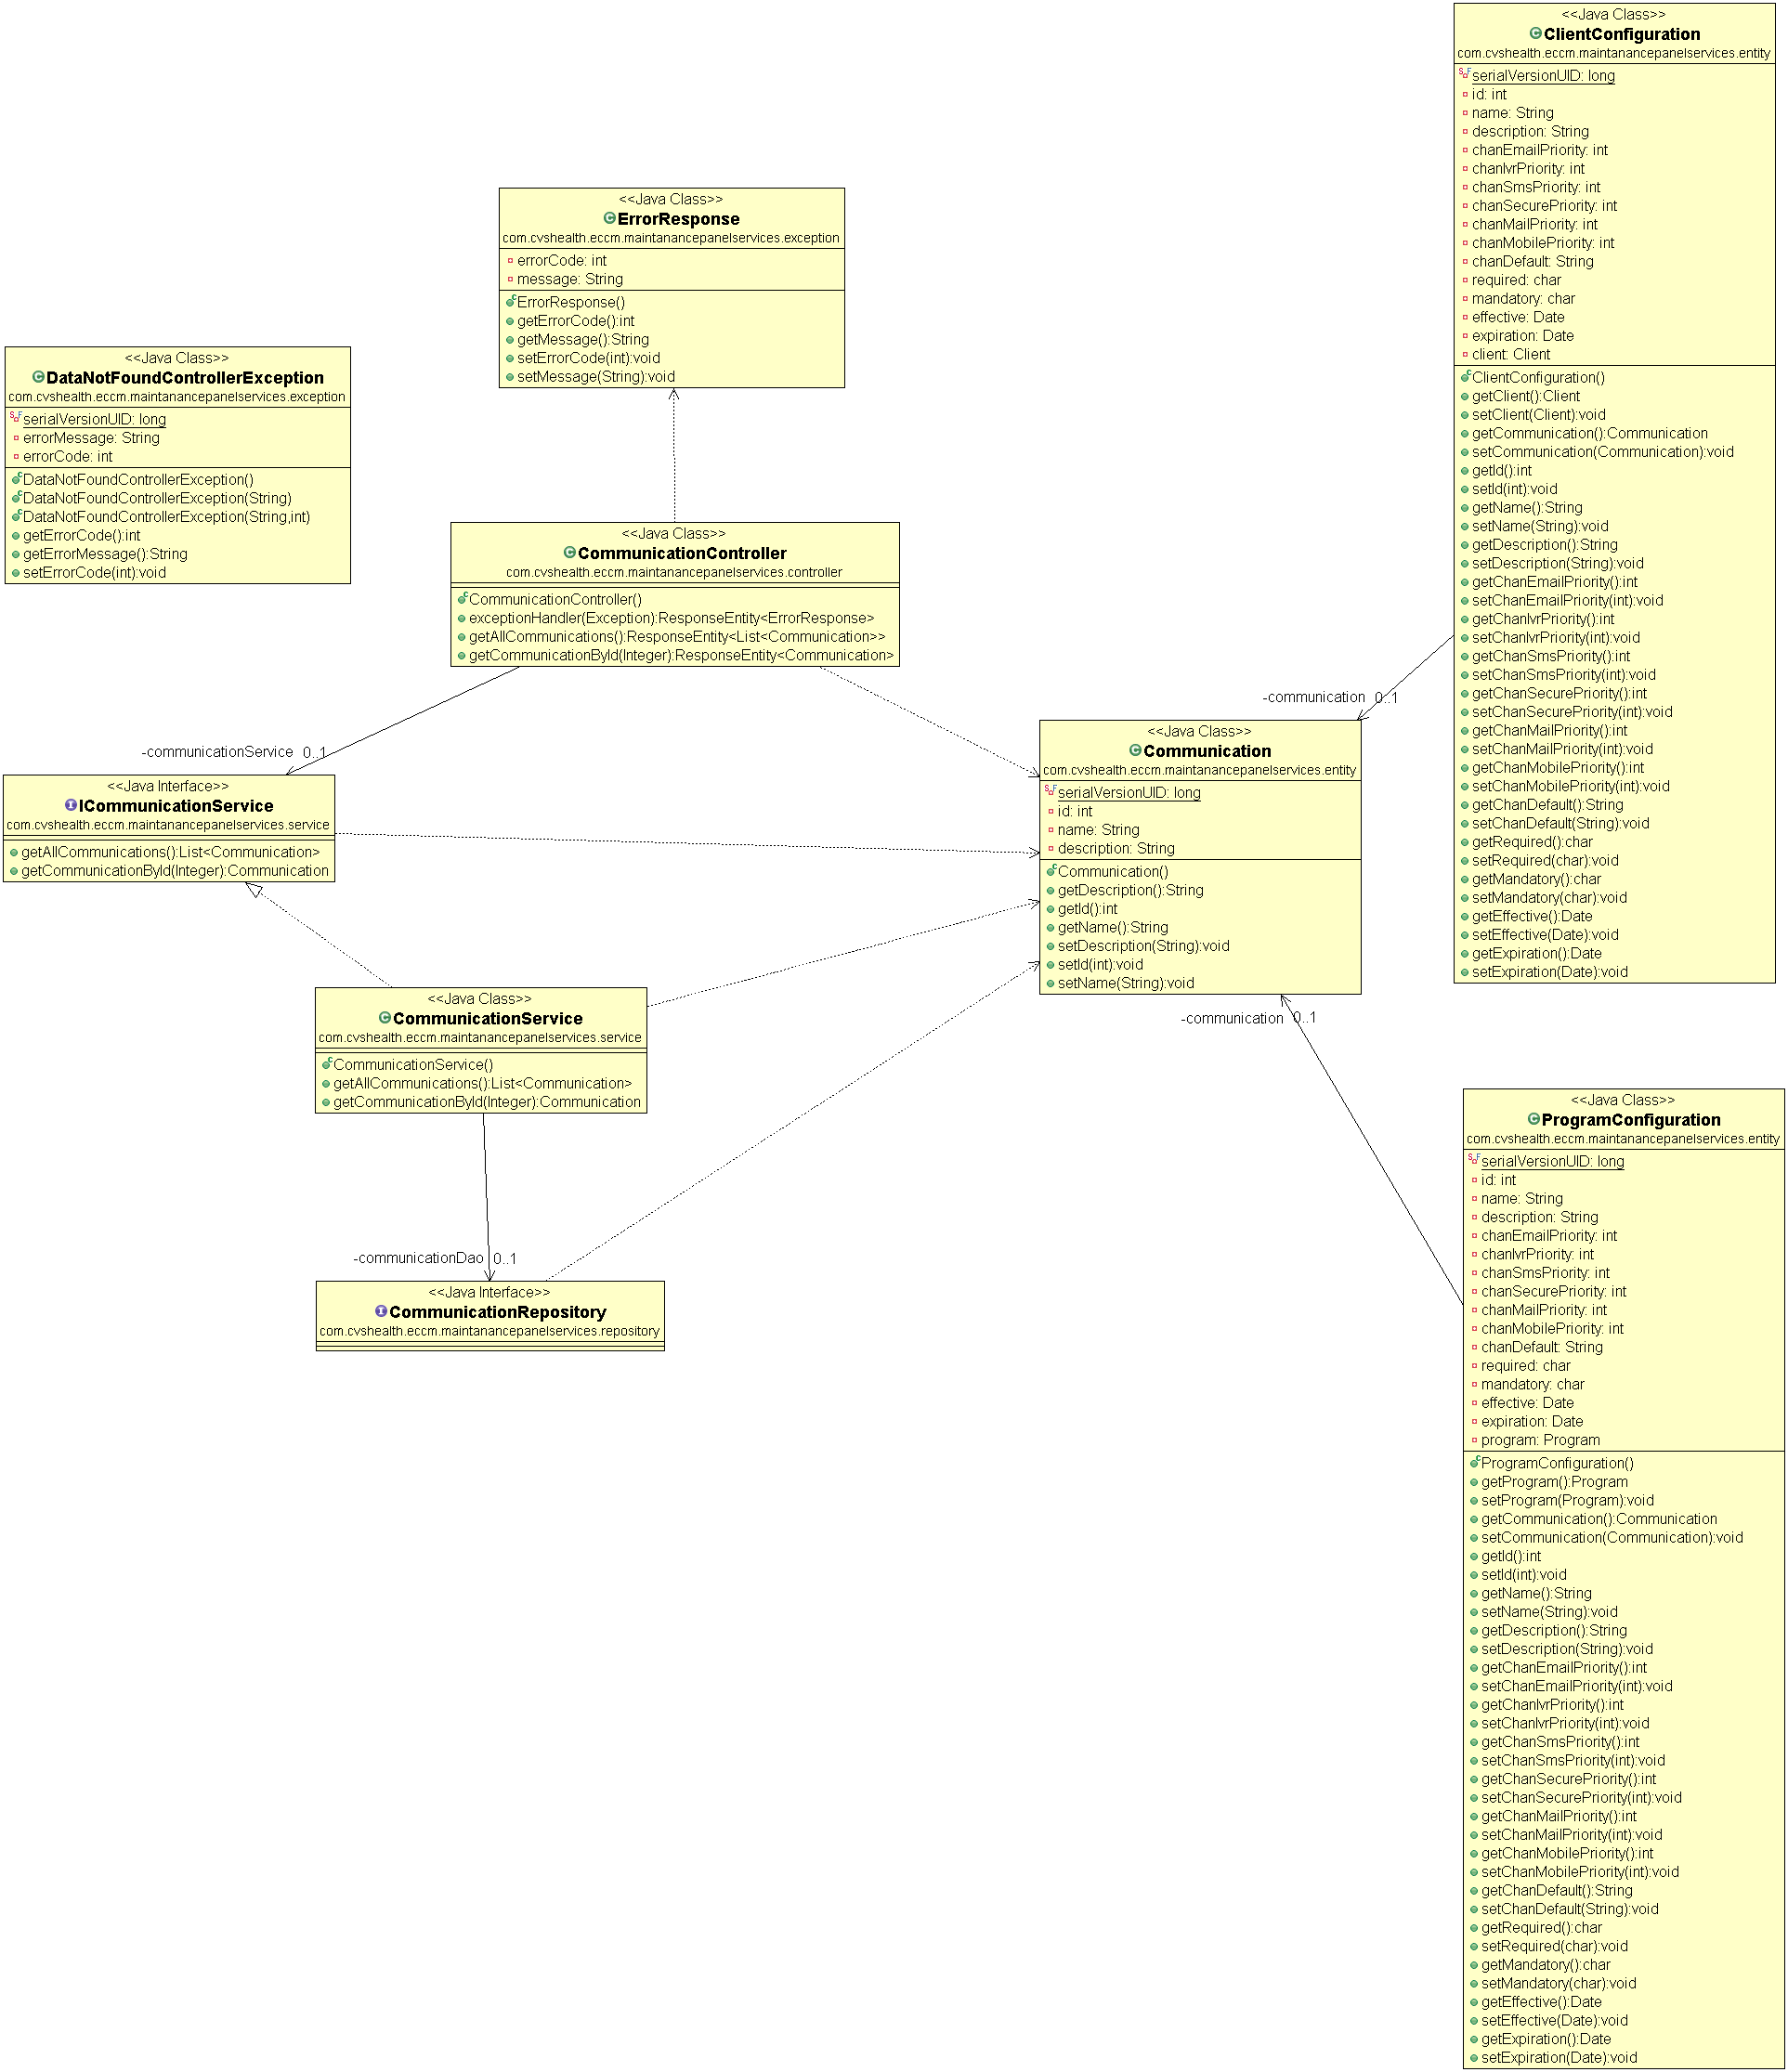 <<Java Class>>
ClientConfiguration
com.cvshealth.eccm.maintanancepanelservices.entity
serialVersionUID: long
id: int
name: String
description: String
chanEmailPriority: int
chanIvrPriority: int
chanSmsPriority: int
chanSecurePriority: int
chanMailPriority: int
chanMobilePriority: int
chanDefault: String
required: char
mandatory: char
effective: Date
expiration: Date
client: Client
ClientConfiguration()
getClient():Client
setClient(Client):void
getCommunication():Communication
setCommunication(Communication):void
getId():int
setId(int):void
getName():String
setName(String):void
getDescription():String
setDescription(String):void
getChanEmailPriority():int
setChanEmailPriority(int):void
getChanIvrPriority():int
setChanIvrPriority(int):void
getChanSmsPriority():int
setChanSmsPriority(int):void
getChanSecurePriority():int
setChanSecurePriority(int):void
getChanMailPriority():int
setChanMailPriority(int):void
getChanMobilePriority():int
setChanMobilePriority(int):void
getChanDefault():String
setChanDefault(String):void
getRequired():char
setRequired(char):void
getMandatory():char
setMandatory(char):void
getEffective():Date
setEffective(Date):void
getExpiration():Date
setExpiration(Date):void
<<Java Class>>
ErrorResponse
com.cvshealth.eccm.maintanancepanelservices.exception
errorCode: int
message: String
ErrorResponse()
getErrorCode():int
getMessage():String
setErrorCode(int):void
setMessage(String):void
<<Java Class>>
DataNotFoundControllerException
com.cvshealth.eccm.maintanancepanelservices.exception
serialVersionUID: long
errorMessage: String
errorCode: int
DataNotFoundControllerException()
DataNotFoundControllerException(String)
DataNotFoundControllerException(String,int)
getErrorCode():int
getErrorMessage():String
setErrorCode(int):void
<<Java Class>>
CommunicationController
com.cvshealth.eccm.maintanancepanelservices.controller
CommunicationController()
exceptionHandler(Exception):ResponseEntity<ErrorResponse>
getAllCommunications():ResponseEntity<List<Communication>>
getCommunicationById(Integer):ResponseEntity<Communication>
-communication 0..1
-communicationService 0..1
<<Java Class>>
Communication
com.cvshealth.eccm.maintanancepanelservices.entity
serialVersionUID: long
id: int
name: String
description: String
Communication()
getDescription():String
getId():int
getName():String
setDescription(String):void
setId(int):void
setName(String):void
<<Java Interface>>
ICommunicationService
com.cvshealth.eccm.maintanancepanelservices.service
getAllCommunications():List<Communication>
getCommunicationById(Integer):Communication
-communication 0..1
<<Java Class>>
CommunicationService
com.cvshealth.eccm.maintanancepanelservices.service
CommunicationService()
getAllCommunications():List<Communication>
getCommunicationById(Integer):Communication
-communicationDao 0..1
<<Java Interface>>
CommunicationRepository
com.cvshealth.eccm.maintanancepanelservices.repository
<<Java Class>>
ProgramConfiguration
com.cvshealth.eccm.maintanancepanelservices.entity
serialVersionUID: long
id: int
name: String
description: String
chanEmailPriority: int
chanIvrPriority: int
chanSmsPriority: int
chanSecurePriority: int
chanMailPriority: int
chanMobilePriority: int
chanDefault: String
required: char
mandatory: char
effective: Date
expiration: Date
program: Program
ProgramConfiguration()
getProgram():Program
setProgram(Program):void
getCommunication():Communication
setCommunication(Communication):void
getId():int
setId(int):void
getName():String
setName(String):void
getDescription():String
setDescription(String):void
getChanEmailPriority():int
setChanEmailPriority(int):void
getChanIvrPriority():int
setChanIvrPriority(int):void
getChanSmsPriority():int
setChanSmsPriority(int):void
getChanSecurePriority():int
setChanSecurePriority(int):void
getChanMailPriority():int
setChanMailPriority(int):void
getChanMobilePriority():int
setChanMobilePriority(int):void
getChanDefault():String
setChanDefault(String):void
getRequired():char
setRequired(char):void
getMandatory():char
setMandatory(char):void
getEffective():Date
setEffective(Date):void
getExpiration():Date
setExpiration(Date):void